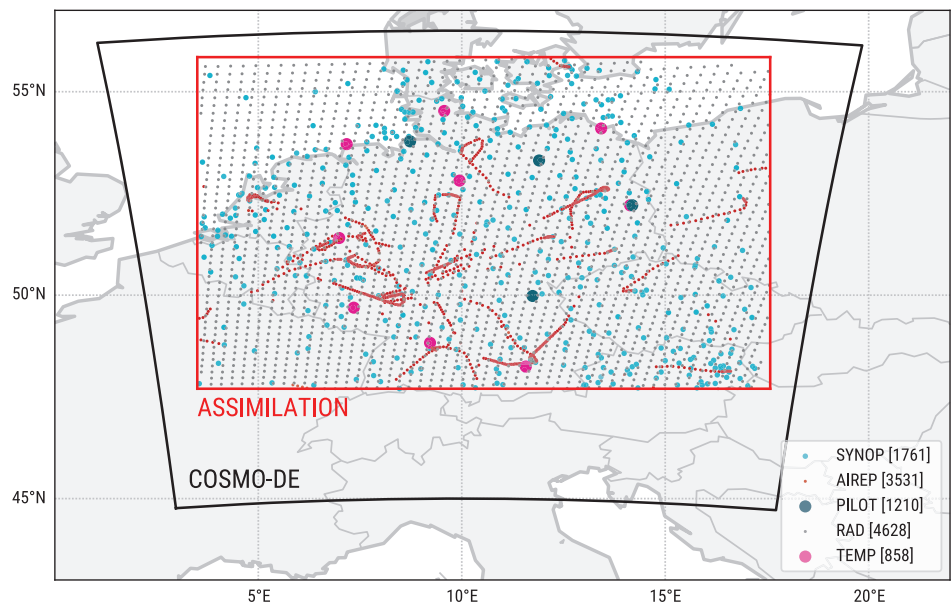 55°N
50°N
45°N
ASSIMILATION
COSMO-DE
SYNOP [1761]
AIREP [3531]
PILOT [1210]
RAD [4628]
TEMP [858]
5°E
10°E
15°E
20°E